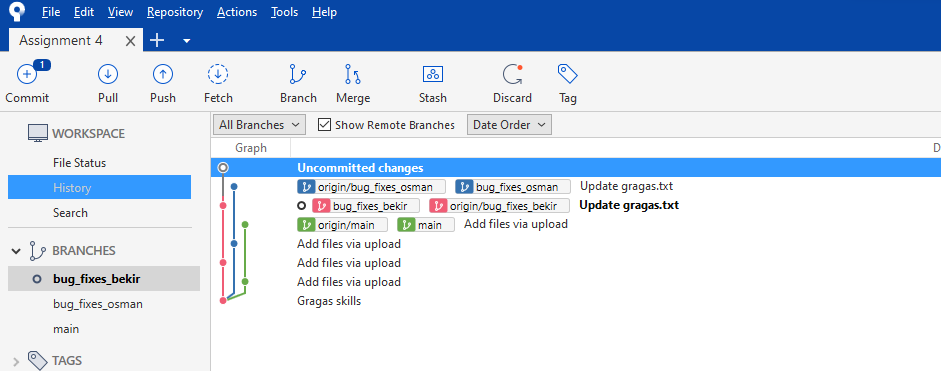 File Edit View Repository Actions Tools Help
Assignment 4
1
Commit Pull Push Fetch Branch Merge Stash Discard Tag
WORKSPACE
File Status
History
Search
BRANCHES
bug_fixes_bekir
bug_fixes_osman
main
TAGS
All Branches Show Remote Branches Date Order
Graph D
Uncommitted changes
origin/bug_fixes_osman bug_fixes_osman Update gragas.txt
bug_fixes_bekir origin/bug_fixes_bekir Update gragas.txt
origin/main main Add files via upload
Add files via upload
Add files via upload
Add files via upload
Gragas skills